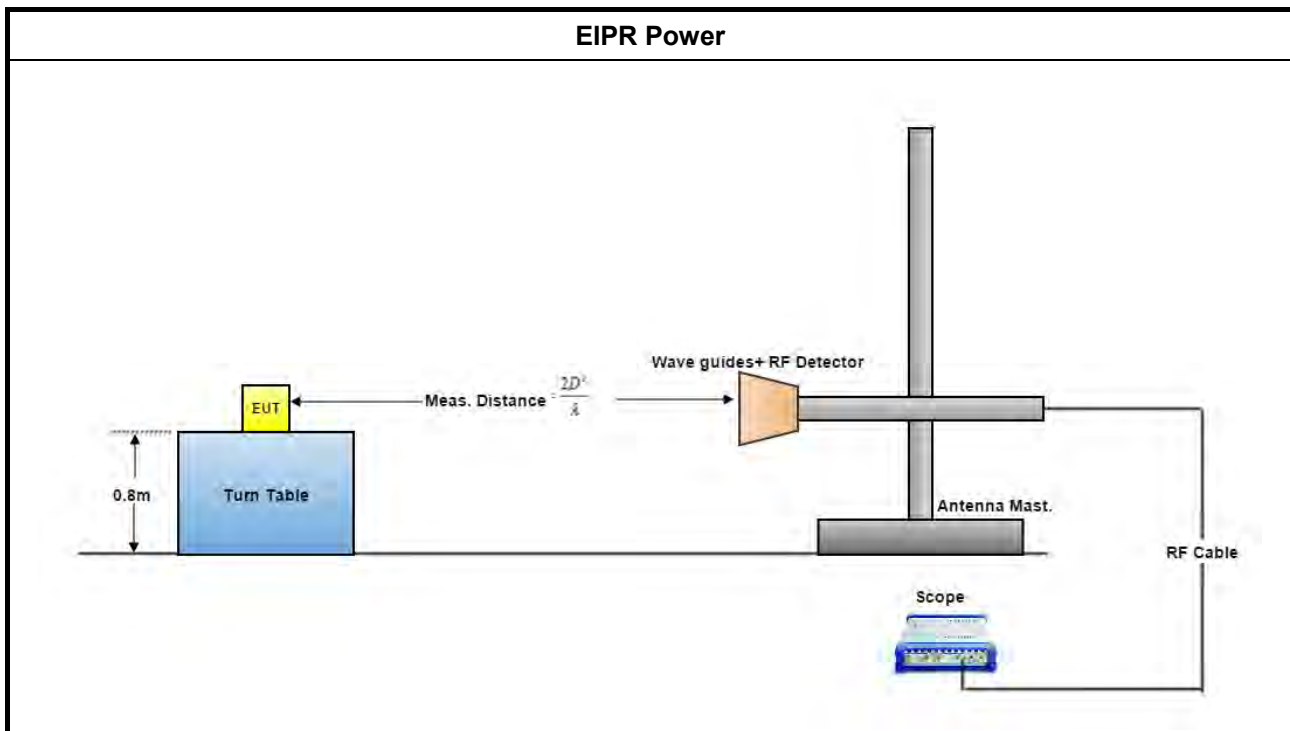 EIPR Power
Wave guides+ RF Detector
EUT
Meas. Distance = 2D²/λ
0.8m
Turn Table
Antenna Mast.
RF Cable
Scope